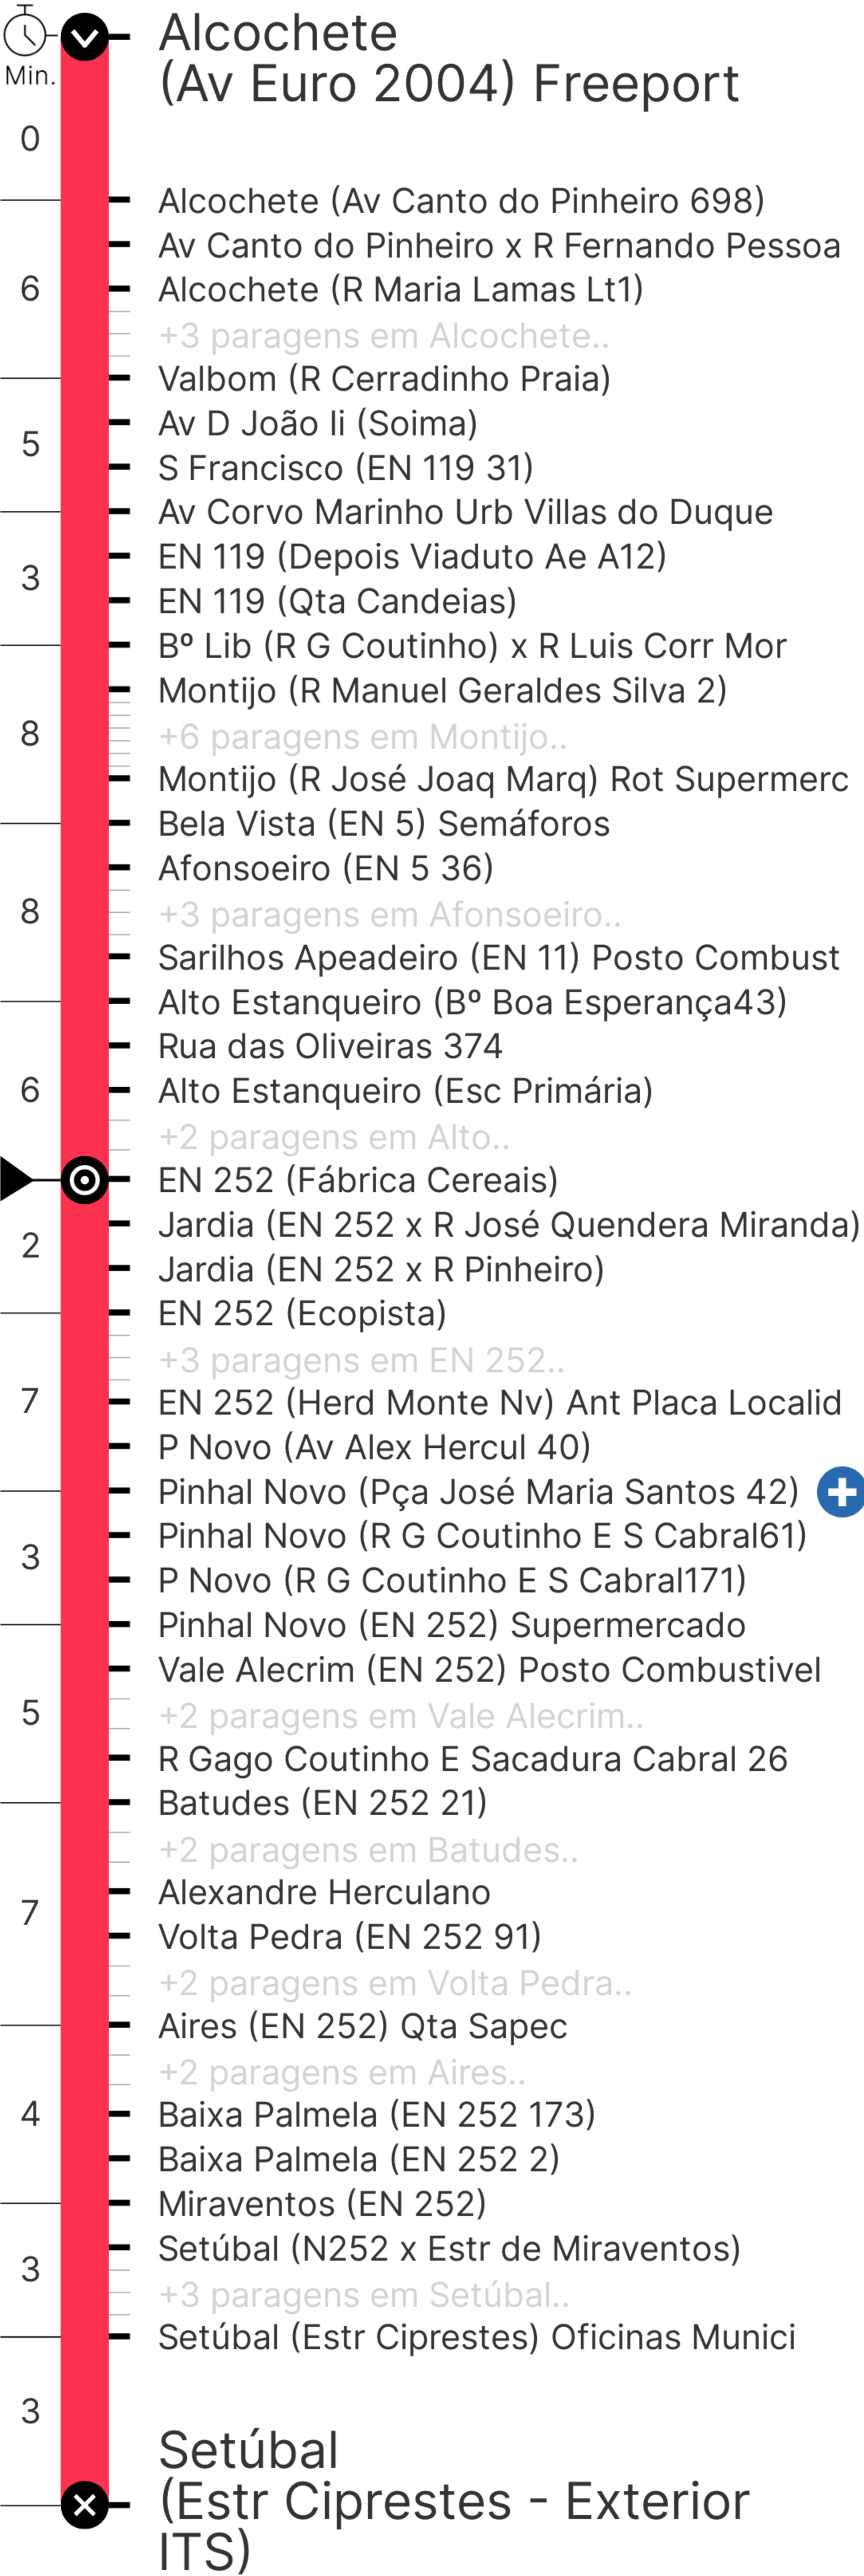 Alcochete
(Av Euro 2004) Freeport
Min.
0
Alcochete (Av Canto do Pinheiro 698)
Av Canto do Pinheiro x R Fernando Pessoa
6
Alcochete (R Maria Lamas Lt1)
+3 paragens em Alcochete..
Valbom (R Cerradinho Praia)
Av D João Ii (Soima)
5
S Francisco (EN 119 31)
Av Corvo Marinho Urb Villas do Duque
EN 119 (Depois Viaduto Ae A12)
3
EN 119 (Qta Candeias)
Bº Lib (R G Coutinho) x R Luis Corr Mor
Montijo (R Manuel Geraldes Silva 2)
8
+6 paragens em Montijo..
Montijo (R José Joaq Marq) Rot Supermerc
Bela Vista (EN 5) Semáforos
Afonsoeiro (EN 5 36)
8
+3 paragens em Afonsoeiro..
Sarilhos Apeadeiro (EN 11) Posto Combust
Alto Estanqueiro (Bº Boa Esperança43)
Rua das Oliveiras 374
6
Alto Estanqueiro (Esc Primária)
+2 paragens em Alto..
EN 252 (Fábrica Cereais)
Jardia (EN 252 x R José Quendera Miranda)
2
Jardia (EN 252 x R Pinheiro)
EN 252 (Ecopista)
+3 paragens em EN 252..
7
EN 252 (Herd Monte Nv) Ant Placa Localid
P Novo (Av Alex Hercul 40)
Pinhal Novo (Pça José Maria Santos 42)
Pinhal Novo (R G Coutinho E S Cabral61)
3
P Novo (R G Coutinho E S Cabral171)
Pinhal Novo (EN 252) Supermercado
Vale Alecrim (EN 252) Posto Combustivel
5
+2 paragens em Vale Alecrim..
R Gago Coutinho E Sacadura Cabral 26
Batudes (EN 252 21)
+2 paragens em Batudes..
Alexandre Herculano
7
Volta Pedra (EN 252 91)
+2 paragens em Volta Pedra..
Aires (EN 252) Qta Sapec
+2 paragens em Aires..
4
Baixa Palmela (EN 252 173)
Baixa Palmela (EN 252 2)
Miraventos (EN 252)
Setúbal (N252 x Estr de Miraventos)
3
+3 paragens em Setúbal..
Setúbal (Estr Ciprestes) Oficinas Munici
3
Setúbal
(Estr Ciprestes - Exterior
ITS)